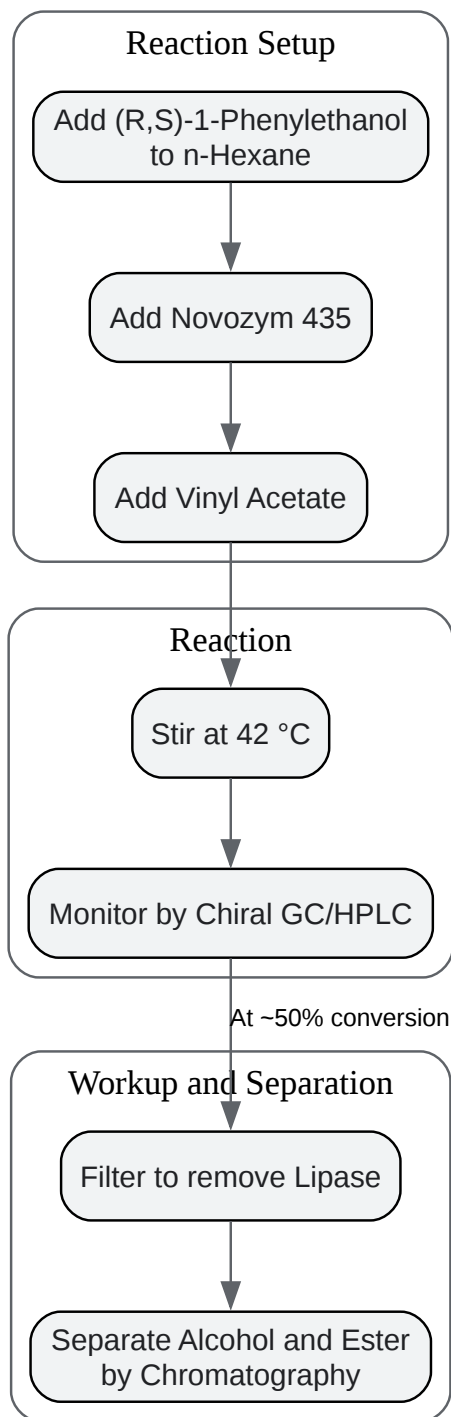 Reaction Setup
Add (R,S)-1-Phenylethanol
to n-Hexane
Add Novozym 435
Add Vinyl Acetate
Reaction
Stir at 42 °C
Monitor by Chiral GC/HPLC
At ~50% conversion
Workup and Separation
Filter to remove Lipase
Separate Alcohol and Ester
by Chromatography